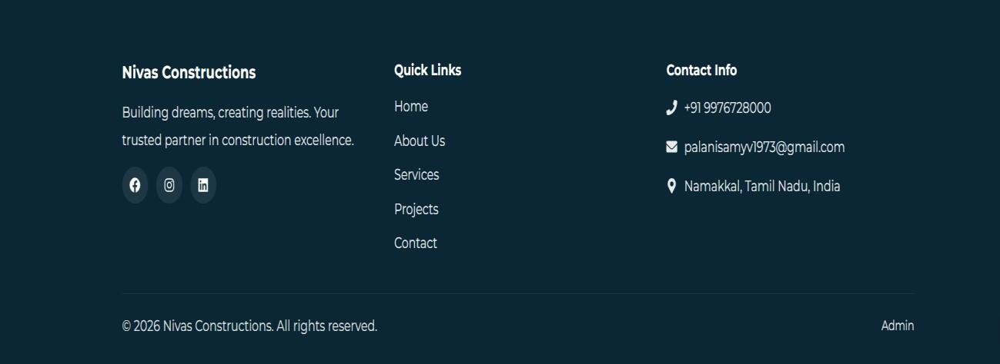 Nivas Constructions
Building dreams, creating realities. Your
trusted partner in construction excellence.
Quick Links
Home
About Us
Services
Projects
Contact
Contact Info
+91 9976728000
palanisamyv1973@gmail.com
Namakkal, Tamil Nadu, India
© 2026 Nivas Constructions. All rights reserved.
Admin